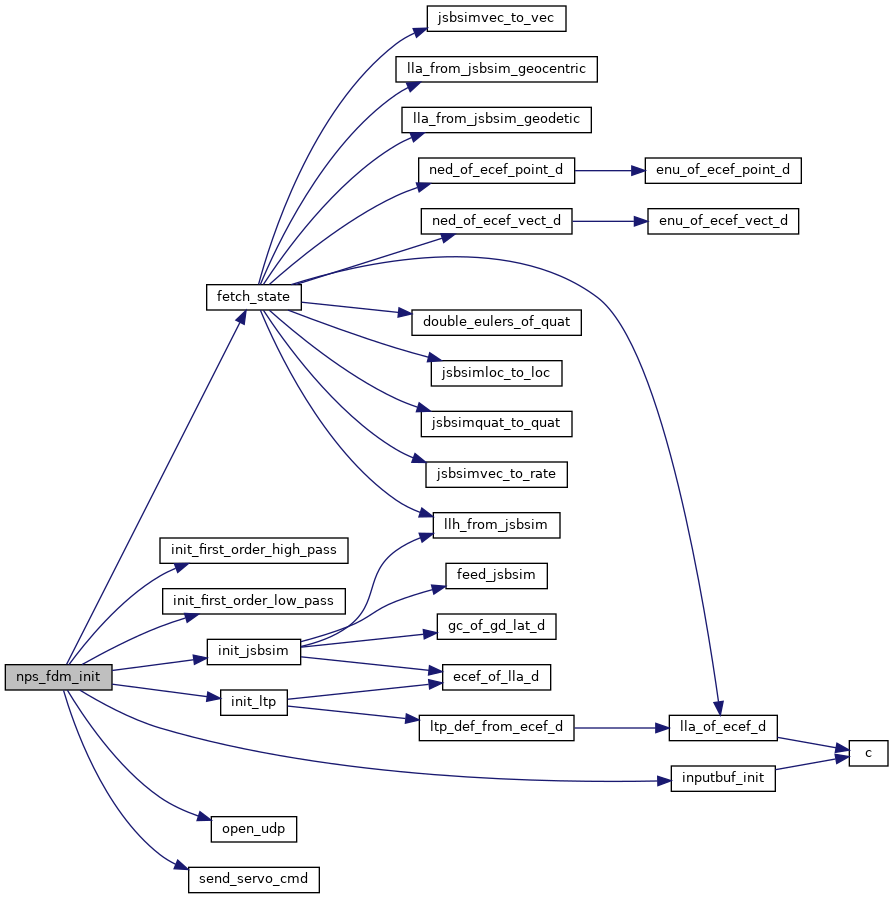 jsbsimvec_to_vec
lla_from_jsbsim_geocentric
lla_from_jsbsim_geodetic
ned_of_ecef_point_d
enu_of_ecef_point_d
ned_of_ecef_vect_d
enu_of_ecef_vect_d
fetch_state
double_eulers_of_quat
jsbsimloc_to_loc
jsbsimquat_to_quat
jsbsimvec_to_rate
llh_from_jsbsim
init_first_order_high_pass
feed_jsbsim
init_first_order_low_pass
gc_of_gd_lat_d
init_jsbsim
nps_fdm_init
ecef_of_lla_d
init_ltp
ltp_def_from_ecef_d
lla_of_ecef_d
c
inputbuf_init
open_udp
send_servo_cmd